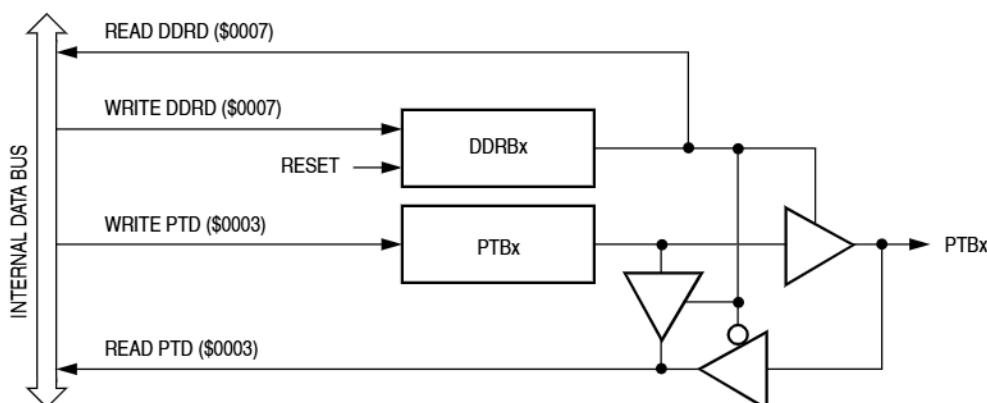 READ DDRD ($0007)
WRITE DDRD ($0007)
DDRBx
RESET
INTERNAL DATA BUS
WRITE PTD ($0003)
PTBx
PTBx
READ PTD ($0003)